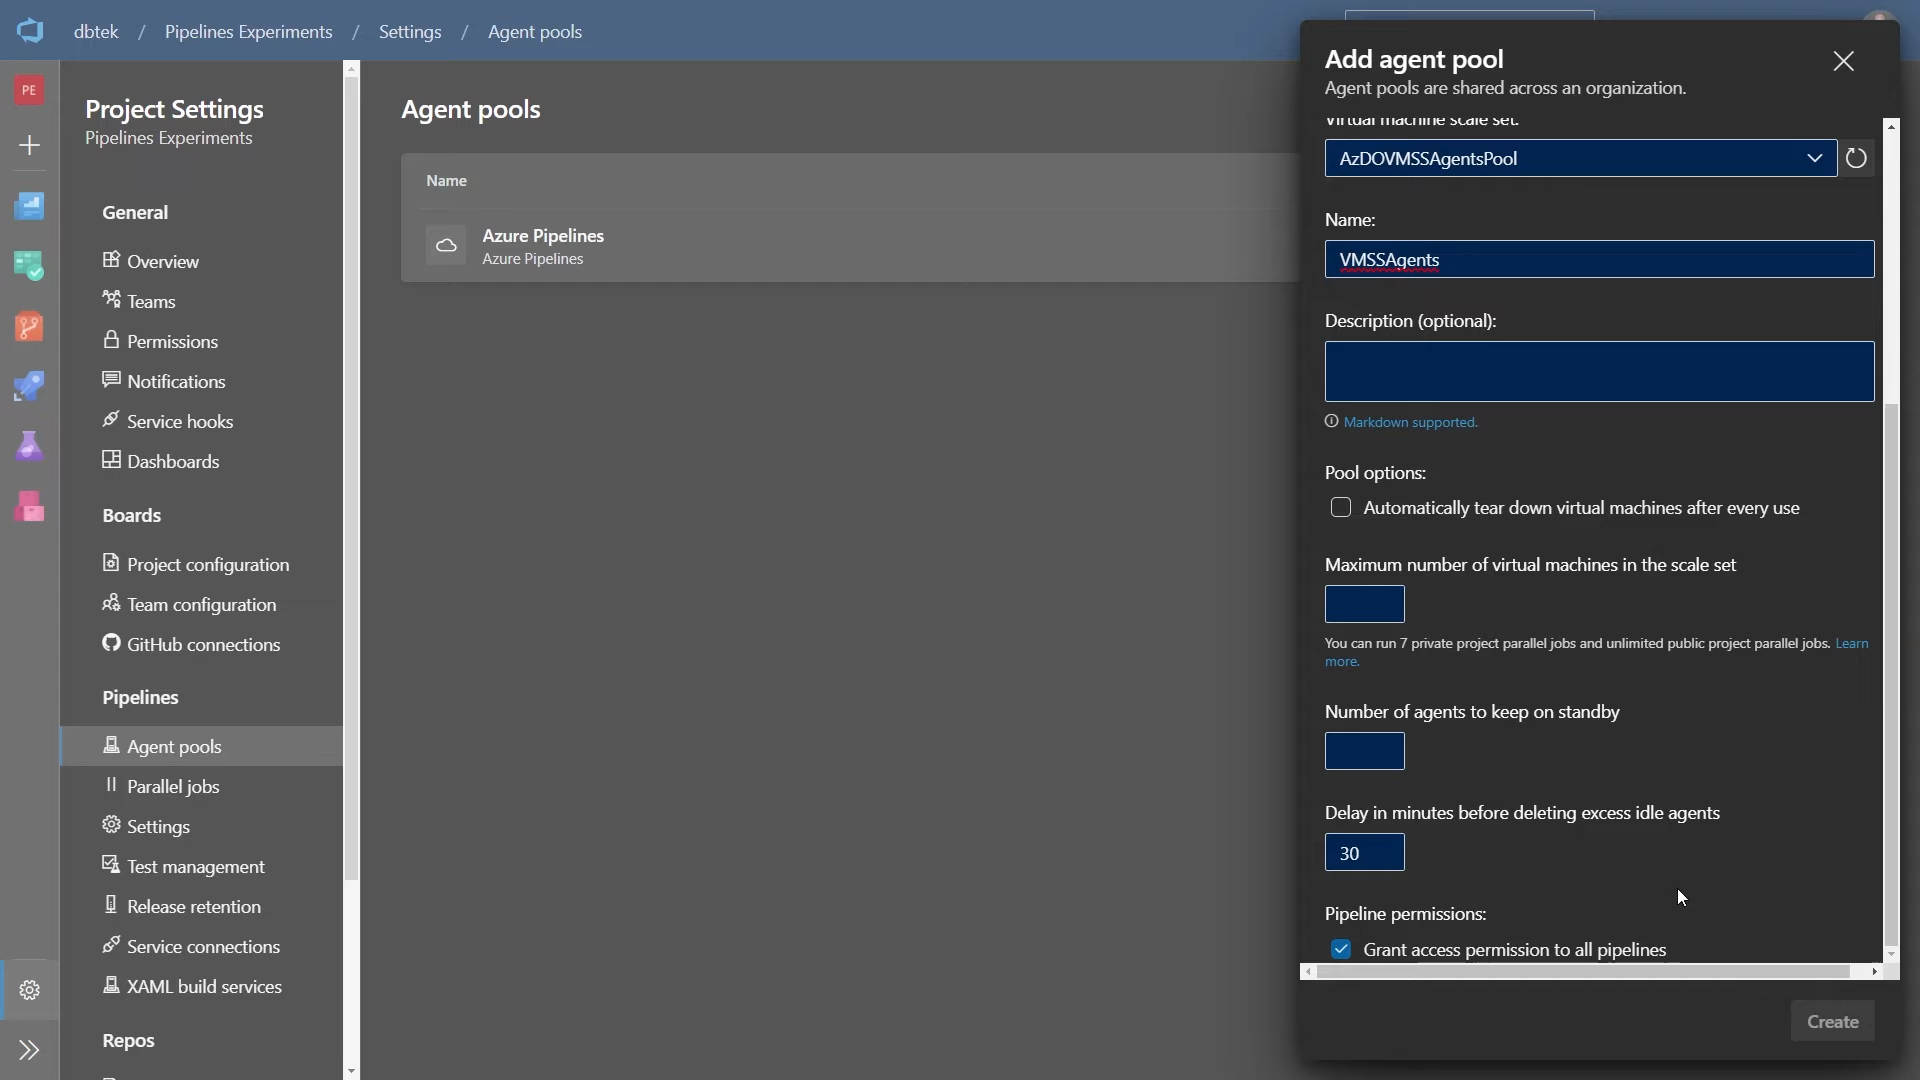 dbtek / Pipelines Experiments / Settings / Agent pools
PE
Project Settings
Pipelines Experiments
General
Overview
Teams
Permissions
Notifications
Service hooks
Dashboards
Boards
Project configuration
Team configuration
GitHub connections
Pipelines
Agent pools
Parallel jobs
Settings
Test management
Release retention
Service connections
XAML build services
Repos
Agent pools
Name
Azure Pipelines
Azure Pipelines
Add agent pool
Agent pools are shared across an organization.
Virtual machine scale set:
AzDOVMSSAgentsPool
Name:
VMSSAgents
Description (optional):
Markdown supported.
Pool options:
Automatically tear down virtual machines after every use
Maximum number of virtual machines in the scale set
You can run 7 private project parallel jobs and unlimited public project parallel jobs. Learn
more.
Number of agents to keep on standby
Delay in minutes before deleting excess idle agents
30
Pipeline permissions:
Grant access permission to all pipelines
Create